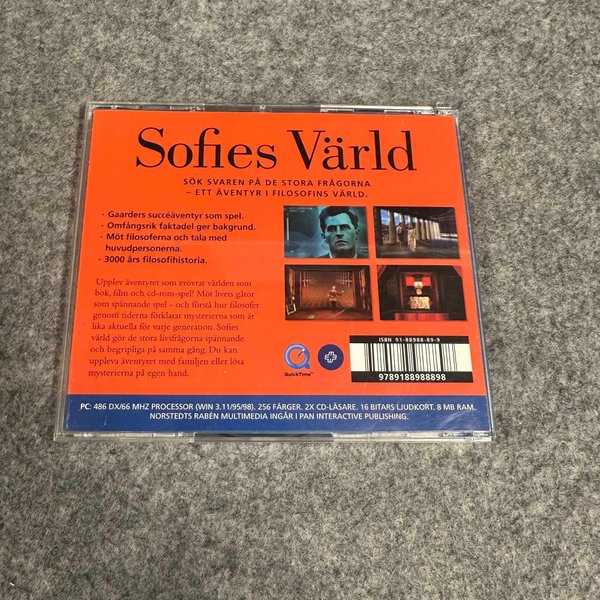 Sofies Värld
SÖK SVAREN PÅ DE STORA FRÅGORNA
– ETT ÄVENTYR I FILOSOFINS VÄRLD.
· Gaarders succéäventyr som spel.
· Omfångsrik faktadel ger bakgrund.
· Möt filosoferna och tala med
huvudpersonerna.
· 3000 års filosofihistoria.
Upplev äventyret som erövrat världen som
bok, film och cd-rom-spel! Möt livets gåtor
som spännande spel - och förstå hur filosofer
genom tiderna förklarat mysterierna som är
lika aktuella för varje generation. Sofies
värld gör de stora livsfrågorna spännande
och begripliga på samma gång. Du kan
uppleva äventyret med familjen eller lösa
mysterierna på egen hand.
QuickTime™
ISBN 91-88988-89-9
9789188988898
PC: 486 DX/66 MHZ PROCESSOR (WIN 3.11/95/98). 256 FÄRGER. 2X CD-LÄSARE. 16 BITARS LJUDKORT. 8 MB RAM.
NORSTEDTS RABÉN MULTIMEDIA INGÅR I PAN INTERACTIVE PUBLISHING.